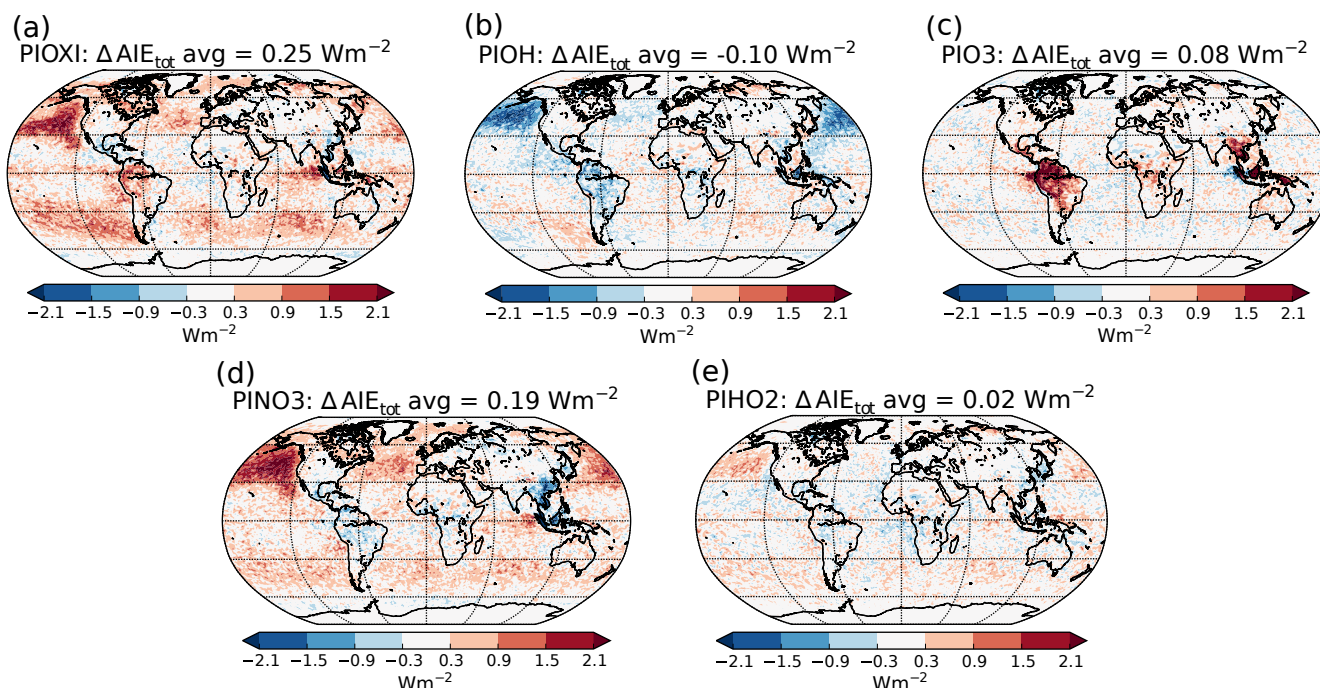 (a)
PIOXI: ΔAIE_tot avg = 0.25 Wm⁻²
−2.1 −1.5 −0.9 −0.3 0.3 0.9 1.5 2.1
Wm⁻²
(b)
PIOH: ΔAIE_tot avg = -0.10 Wm⁻²
−2.1 −1.5 −0.9 −0.3 0.3 0.9 1.5 2.1
Wm⁻²
(c)
PIO3: ΔAIE_tot avg = 0.08 Wm⁻²
−2.1 −1.5 −0.9 −0.3 0.3 0.9 1.5 2.1
Wm⁻²
(d)
PINO3: ΔAIE_tot avg = 0.19 Wm⁻²
−2.1 −1.5 −0.9 −0.3 0.3 0.9 1.5 2.1
Wm⁻²
(e)
PIHO2: ΔAIE_tot avg = 0.02 Wm⁻²
−2.1 −1.5 −0.9 −0.3 0.3 0.9 1.5 2.1
Wm⁻²